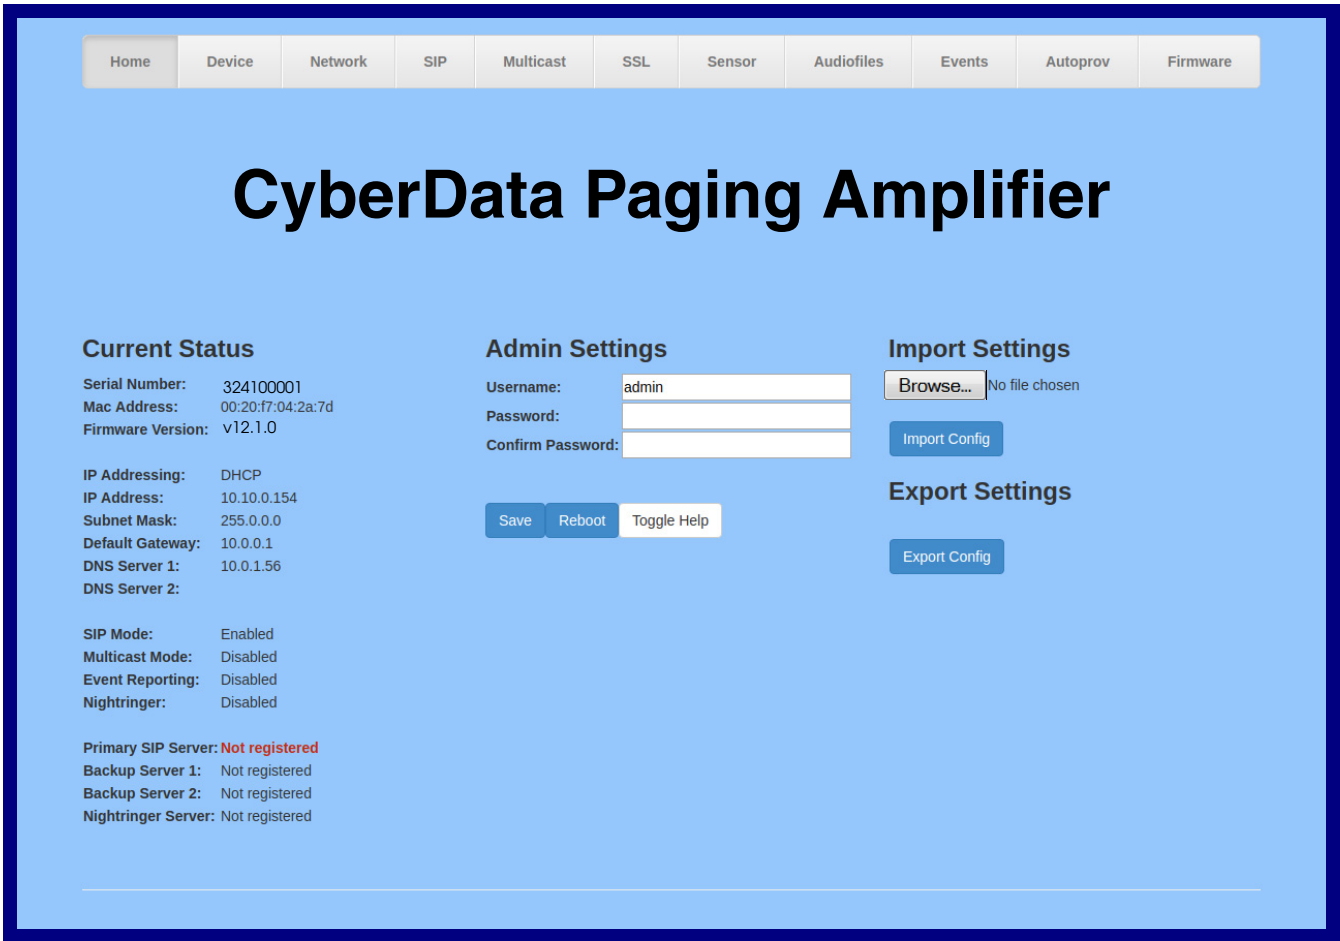 Home Device Network SIP Multicast SSL Sensor Audiofiles Events Autoprov Firmware
CyberData Paging Amplifier
Current Status
Serial Number: 324100001
Mac Address: 00:20:f7:04:2a:7d
Firmware Version: v12.1.0
IP Addressing: DHCP
IP Address: 10.10.0.154
Subnet Mask: 255.0.0.0
Default Gateway: 10.0.0.1
DNS Server 1: 10.0.1.56
DNS Server 2:
SIP Mode: Enabled
Multicast Mode: Disabled
Event Reporting: Disabled
Nightringer: Disabled
Primary SIP Server: Not registered
Backup Server 1: Not registered
Backup Server 2: Not registered
Nightringer Server: Not registered
Admin Settings
Username: admin
Password:
Confirm Password:
Save Reboot Toggle Help
Import Settings
Browse... No file chosen
Import Config
Export Settings
Export Config